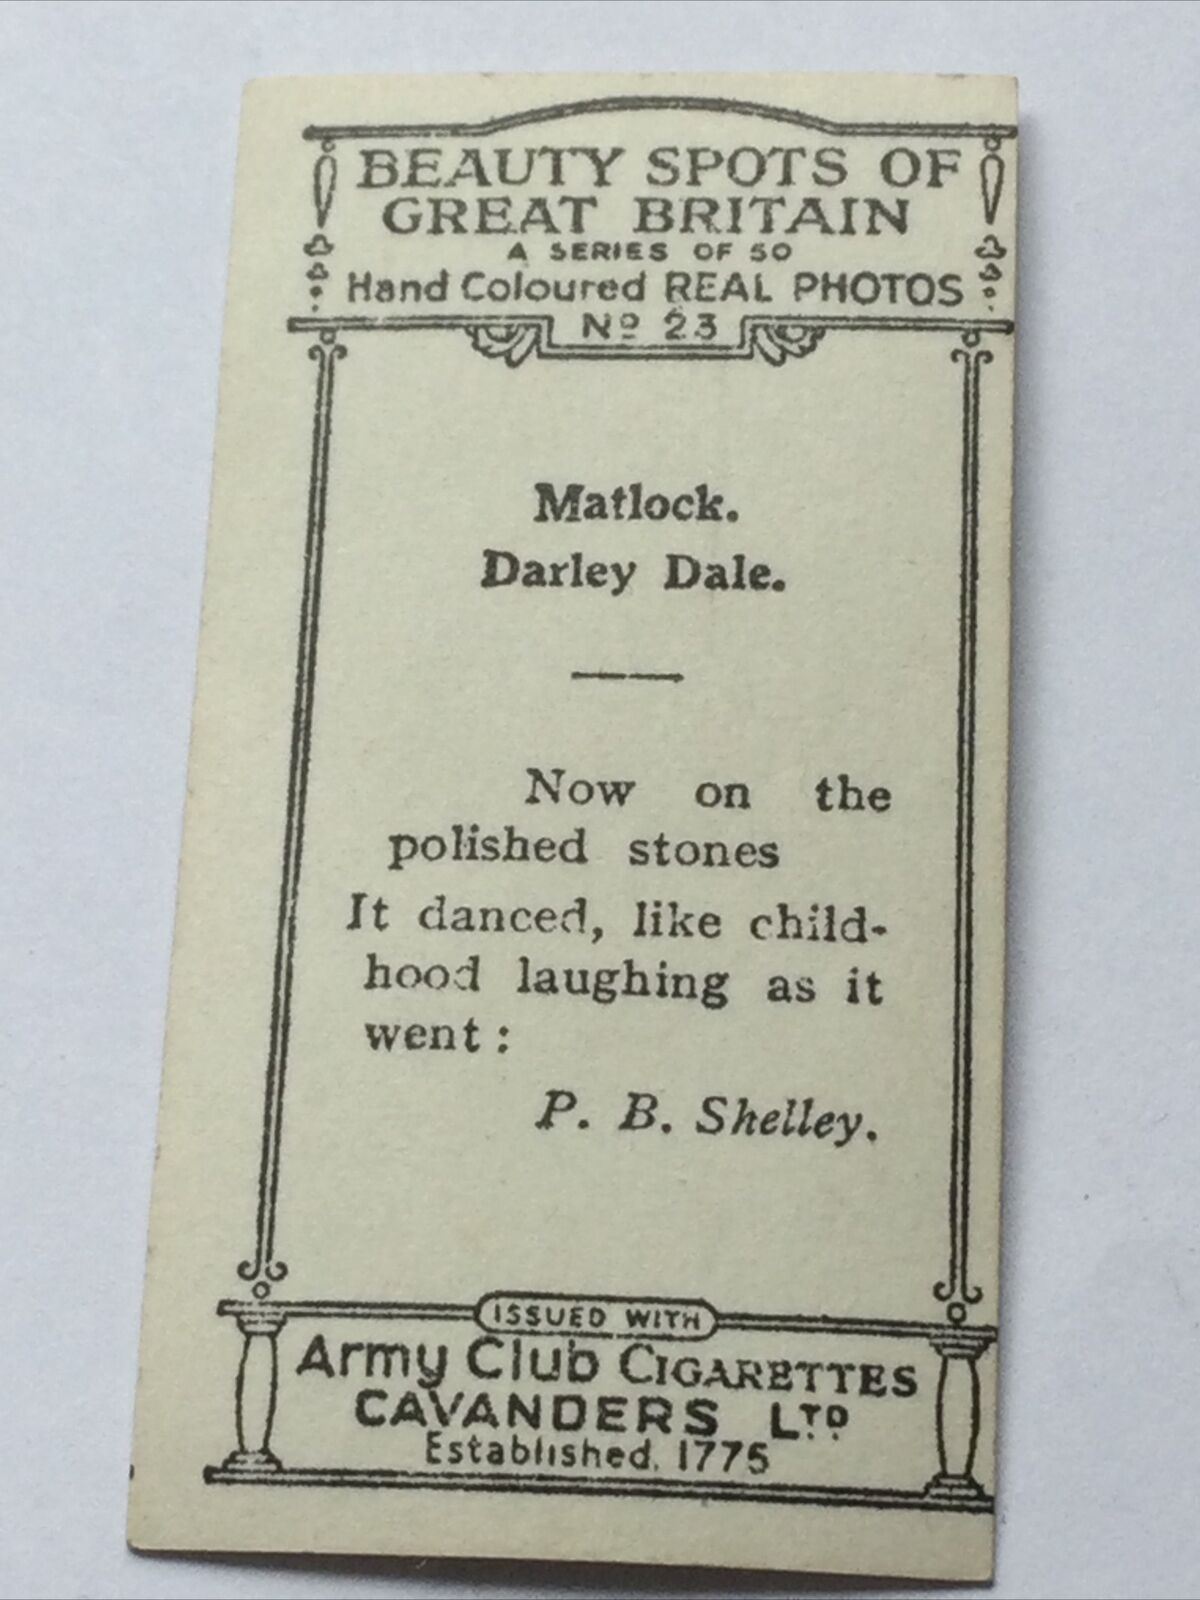 BEAUTY SPOTS OF
GREAT BRITAIN
A SERIES OF 50
Hand Coloured REAL PHOTOS
Nº 23
Matlock.
Darley Dale.
Now on the
polished stones
It danced, like child-
hood laughing as it
went:
P. B. Shelley.
ISSUED WITH
Army Club CIGARETTES
CAVANDERS LTD
Established. 1775